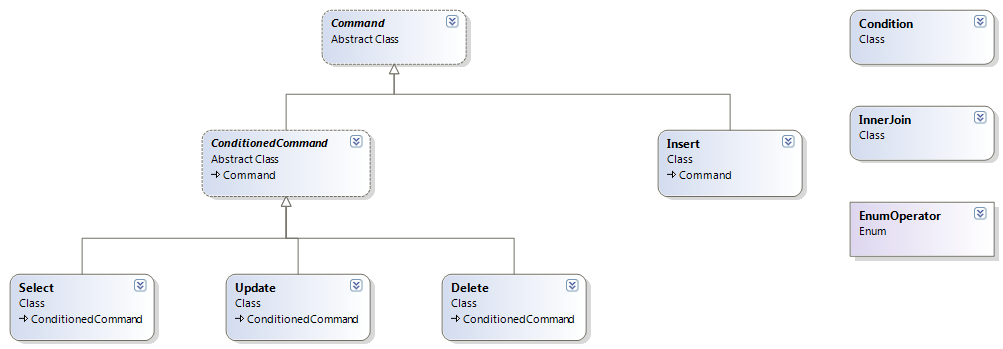 Command
Abstract Class
Condition
Class
InnerJoin
Class
ConditionedCommand
Abstract Class
Command
Insert
Class
Command
EnumOperator
Enum
Select
Class
ConditionedCommand
Update
Class
ConditionedCommand
Delete
Class
ConditionedCommand